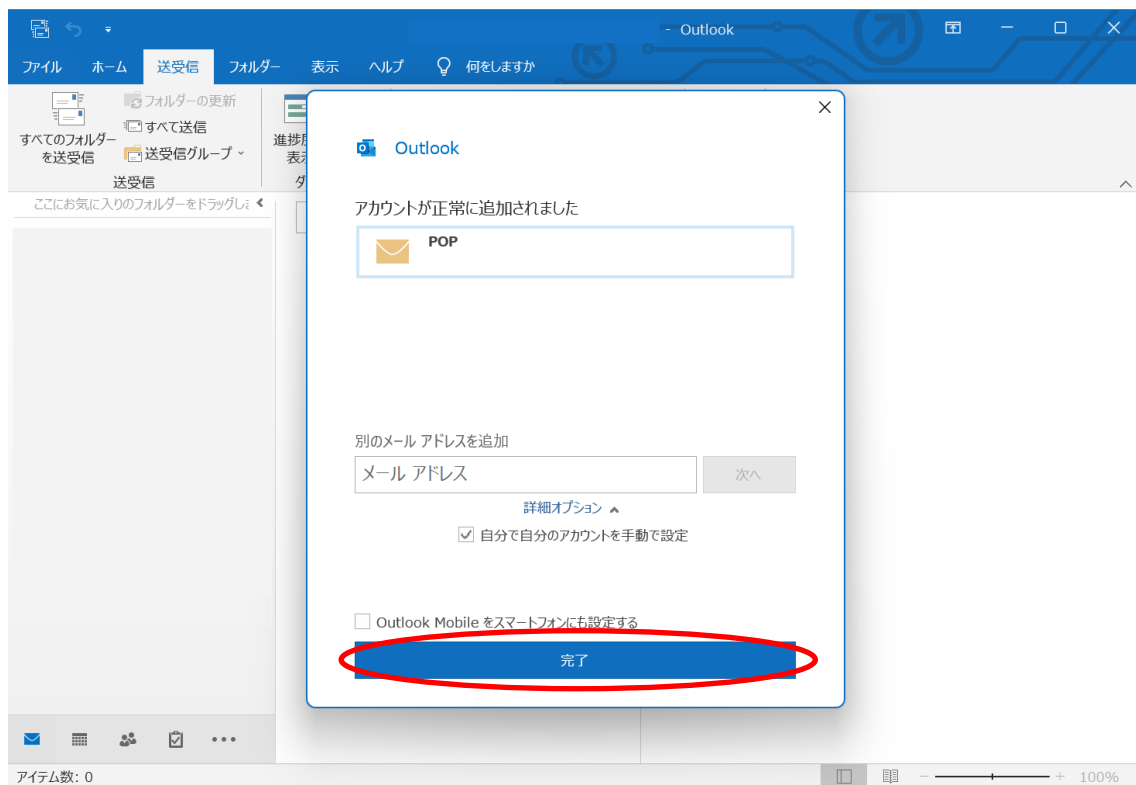 - Outlook
ファイル ホーム 送受信 フォルダー 表示 ヘルプ 何をしますか
フォルダーの更新
すべて送信
送受信グループ
すべてのフォルダー
を送受信
送受信
進捗
表
ここにお気に入りのフォルダーをドラッグし
Outlook
アカウントが正常に追加されました
POP
別のメール アドレスを追加
メール アドレス
次へ
詳細オプション
自分で自分のアカウントを手動で設定
Outlook Mobile をスマートフォンにも設定する
完了
アイテム数: 0
100%